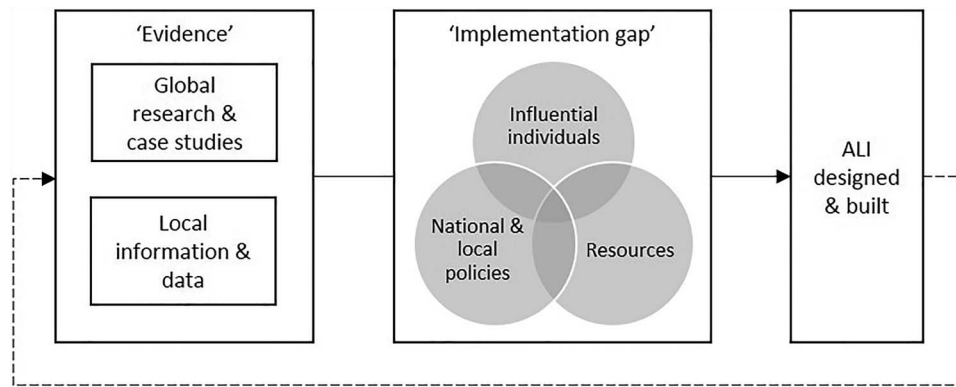 ‘Evidence’
Global
research &
case studies
Local
information &
data
‘Implementation gap’
Influential
individuals
National &
local
policies
Resources
ALI
designed
& built